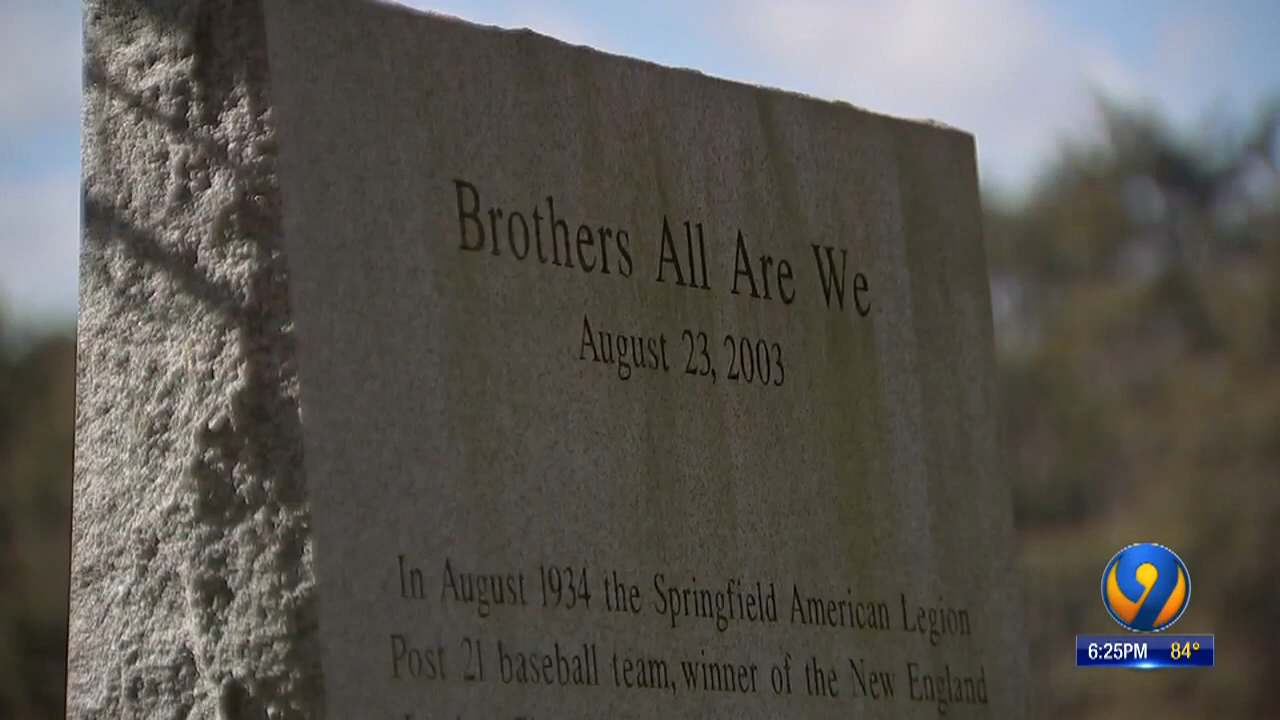 Brothers All Are We
August 23, 2003
In August 1934 the Springfield American Legion
Post 21 baseball team, winner of the New England
9
6:25PM 84°